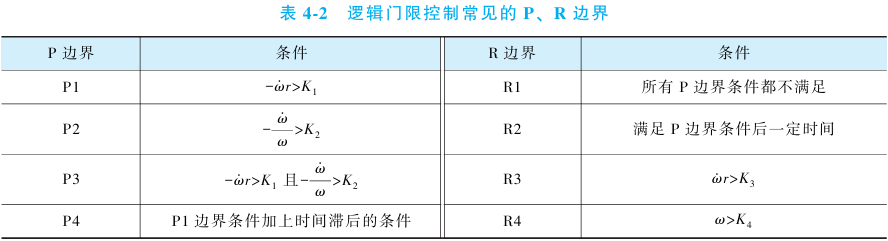 表 4-2 逻辑门限控制常见的 P、R 边界
P 边界 条件 R 边界 条件
P1 -ω̇r>K₁ R1 所有 P 边界条件都不满足
P2 -ω̇/ω>K₂ R2 满足 P 边界条件后一定时间
P3 -ω̇r>K₁ 且-ω̇/ω>K₂ R3 ω̇r>K₃
P4 P1 边界条件加上时间滞后的条件 R4 ω>K₄